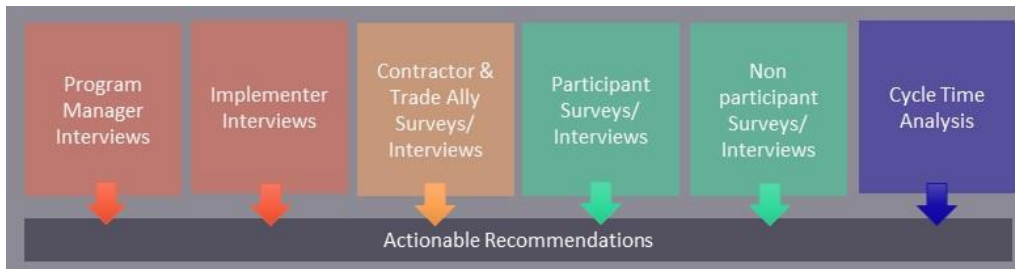 Program
Manager
Interviews
Implementer
Interviews
Contractor &
Trade Ally
Surveys/
Interviews
Participant
Surveys/
Interviews
Non
participant
Surveys/
Interviews
Cycle Time
Analysis
Actionable Recommendations